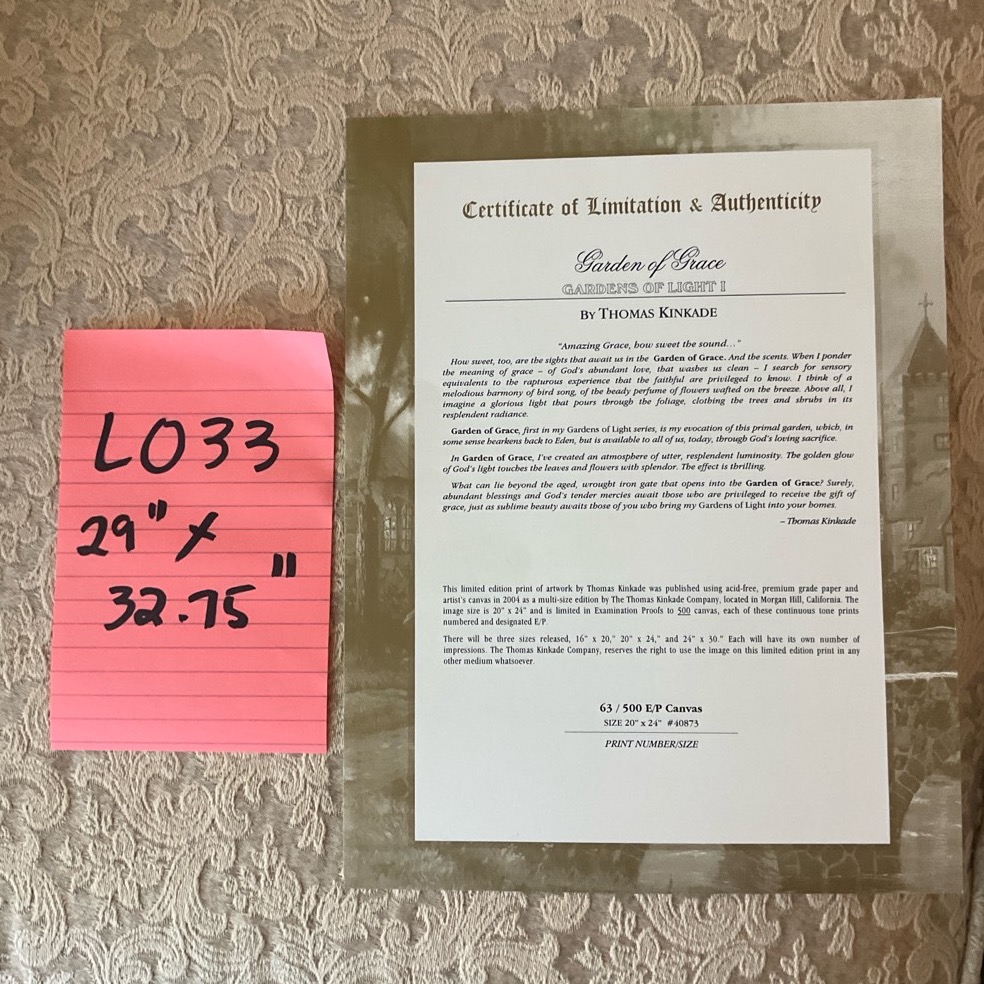 L033
29" x
32.75"
Certificate of Limitation & Authenticity
Garden of Grace
GARDENS OF LIGHT I
BY THOMAS KINKADE
"Amazing Grace, how sweet the sound…"
How sweet, too, are the sights that await us in the Garden of Grace. And the scents. When I ponder
the meaning of grace – of God's abundant love, that washes us clean – I search for sensory
equivalents to the rapturous experience that the faithful are privileged to know. I think of a
melodious harmony of bird song, of the heady perfume of flowers wafted on the breeze. Above all, I
imagine a glorious light that pours through the foliage, clothing the trees and shrubs in its
resplendent radiance.
Garden of Grace, first in my Gardens of Light series, is my evocation of this primal garden, which, in
some sense hearkens back to Eden, but is available to all of us, today, through God's loving sacrifice.
In Garden of Grace, I've created an atmosphere of utter, resplendent luminosity. The golden glow
of God's light touches the leaves and flowers with splendor. The effect is thrilling.
What can lie beyond the aged, wrought iron gate that opens into the Garden of Grace? Surely,
abundant blessings and God's tender mercies await those who are privileged to receive the gift of
grace, just as sublime beauty awaits those of you who bring my Gardens of Light into your homes.
– Thomas Kinkade
This limited edition print of artwork by Thomas Kinkade was published using acid-free, premium grade paper and
artist's canvas in 2004 as a multi-size edition by The Thomas Kinkade Company, located in Morgan Hill, California. The
image size is 20" x 24" and is limited in Examination Proofs to 500 canvas, each of these continuous tone prints
numbered and designated E/P.
There will be three sizes released, 16" x 20," 20" x 24," and 24" x 30." Each will have its own number of
impressions. The Thomas Kinkade Company, reserves the right to use the image on this limited edition print in any
other medium whatsoever.
63 / 500 E/P Canvas
SIZE 20" x 24" #40873
PRINT NUMBER/SIZE